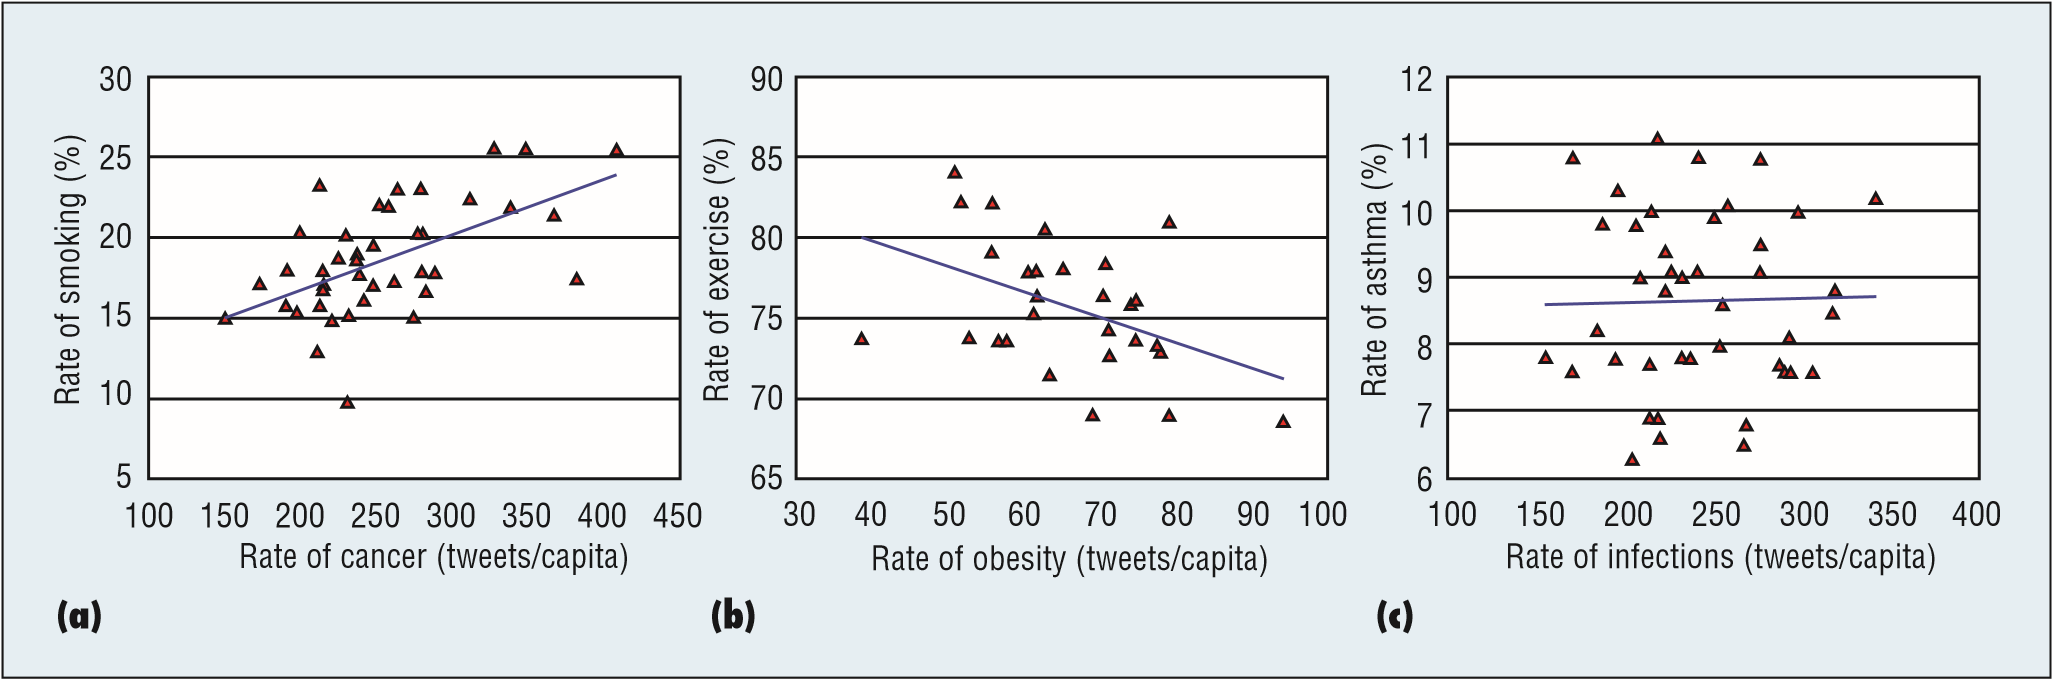 30
25
20
15
10
5
Rate of smoking (%)
100 150 200 250 300 350 400 450
Rate of cancer (tweets/capita)
(a)
90
85
80
75
70
65
Rate of exercise (%)
30 40 50 60 70 80 90 100
Rate of obesity (tweets/capita)
(b)
12
11
10
9
8
7
6
Rate of asthma (%)
100 150 200 250 300 350 400
Rate of infections (tweets/capita)
(c)